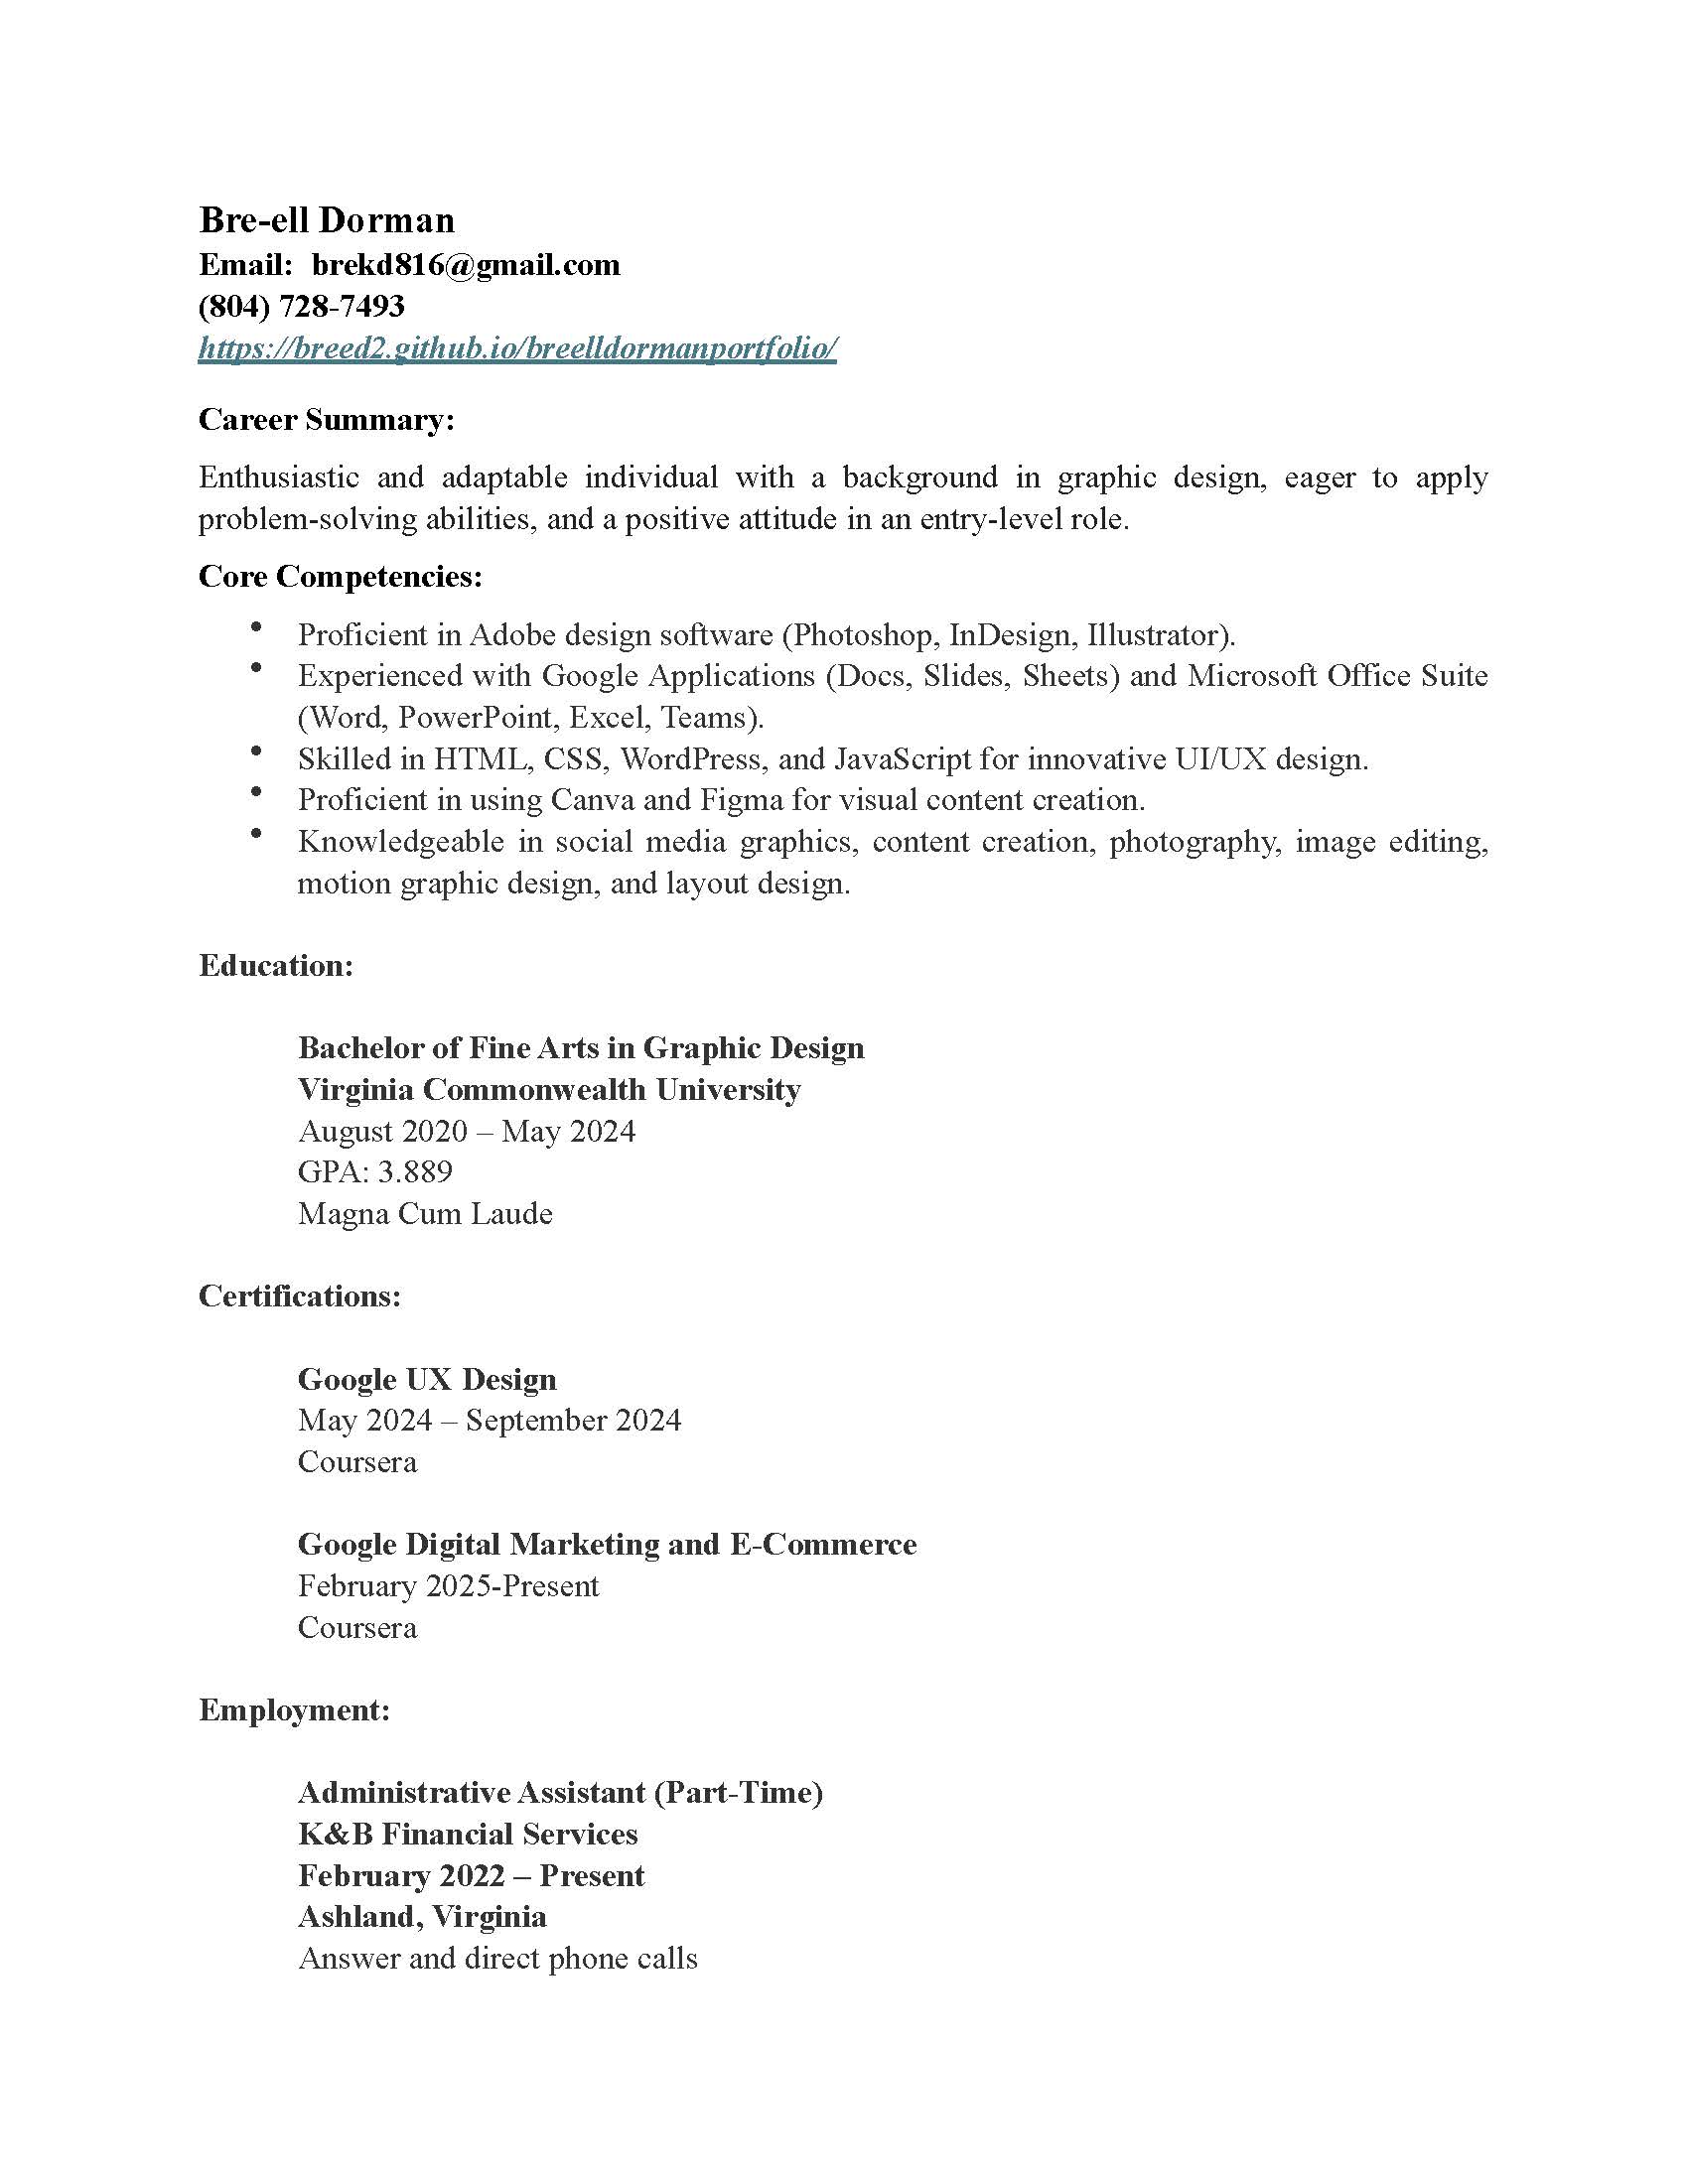 Bre-ell Dorman
Email:  brekd816@gmail.com
(804) 728-7493
https://breed2.github.io/breelldormanportfolio/
Career Summary:
Enthusiastic and adaptable individual with a background in graphic design, eager to apply
problem-solving abilities, and a positive attitude in an entry-level role.
Core Competencies:
• Proficient in Adobe design software (Photoshop, InDesign, Illustrator).
• Experienced with Google Applications (Docs, Slides, Sheets) and Microsoft Office Suite
(Word, PowerPoint, Excel, Teams).
• Skilled in HTML, CSS, WordPress, and JavaScript for innovative UI/UX design.
• Proficient in using Canva and Figma for visual content creation.
• Knowledgeable in social media graphics, content creation, photography, image editing,
motion graphic design, and layout design.
Education:
Bachelor of Fine Arts in Graphic Design
Virginia Commonwealth University
August 2020 – May 2024
GPA: 3.889
Magna Cum Laude
Certifications:
Google UX Design
May 2024 – September 2024
Coursera
Google Digital Marketing and E-Commerce
February 2025-Present
Coursera
Employment:
Administrative Assistant (Part-Time)
K&B Financial Services
February 2022 – Present
Ashland, Virginia
Answer and direct phone calls